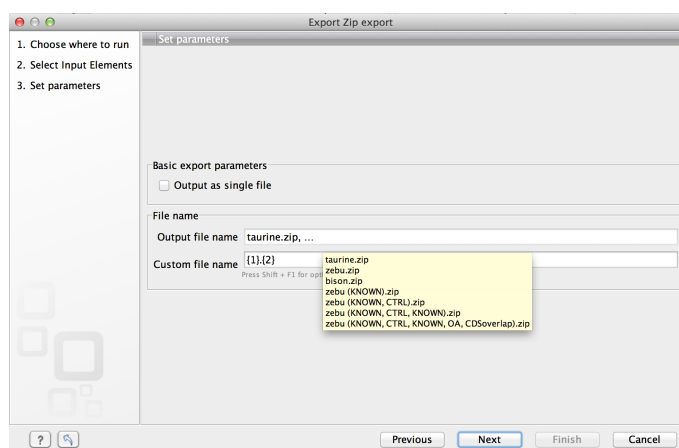 Export Zip export
1. Choose where to run
2. Select Input Elements
3. Set parameters
Set parameters
Basic export parameters
Output as single file
File name
Output file name taurine.zip, ...
Custom file name {1}.{2}
Press Shift + F1 for
taurine.zip
zebu.zip
bison.zip
zebu (KNOWN).zip
zebu (KNOWN, CTRL).zip
zebu (KNOWN, CTRL, KNOWN).zip
zebu (KNOWN, CTRL, KNOWN, OA, CDSoverlap).zip
? Previous Next Finish Cancel